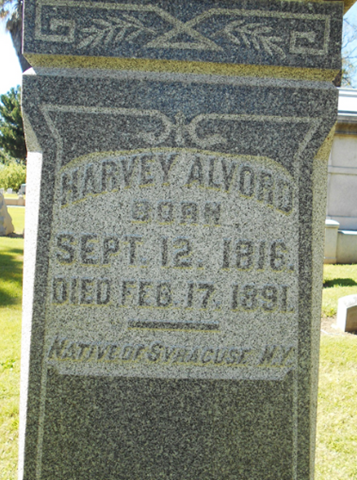 HARVEY ALVORD
BORN
SEPT. 12. 1816.
DIED FEB. 17. 1891.
NATIVE OF SYRACUSE N.Y.